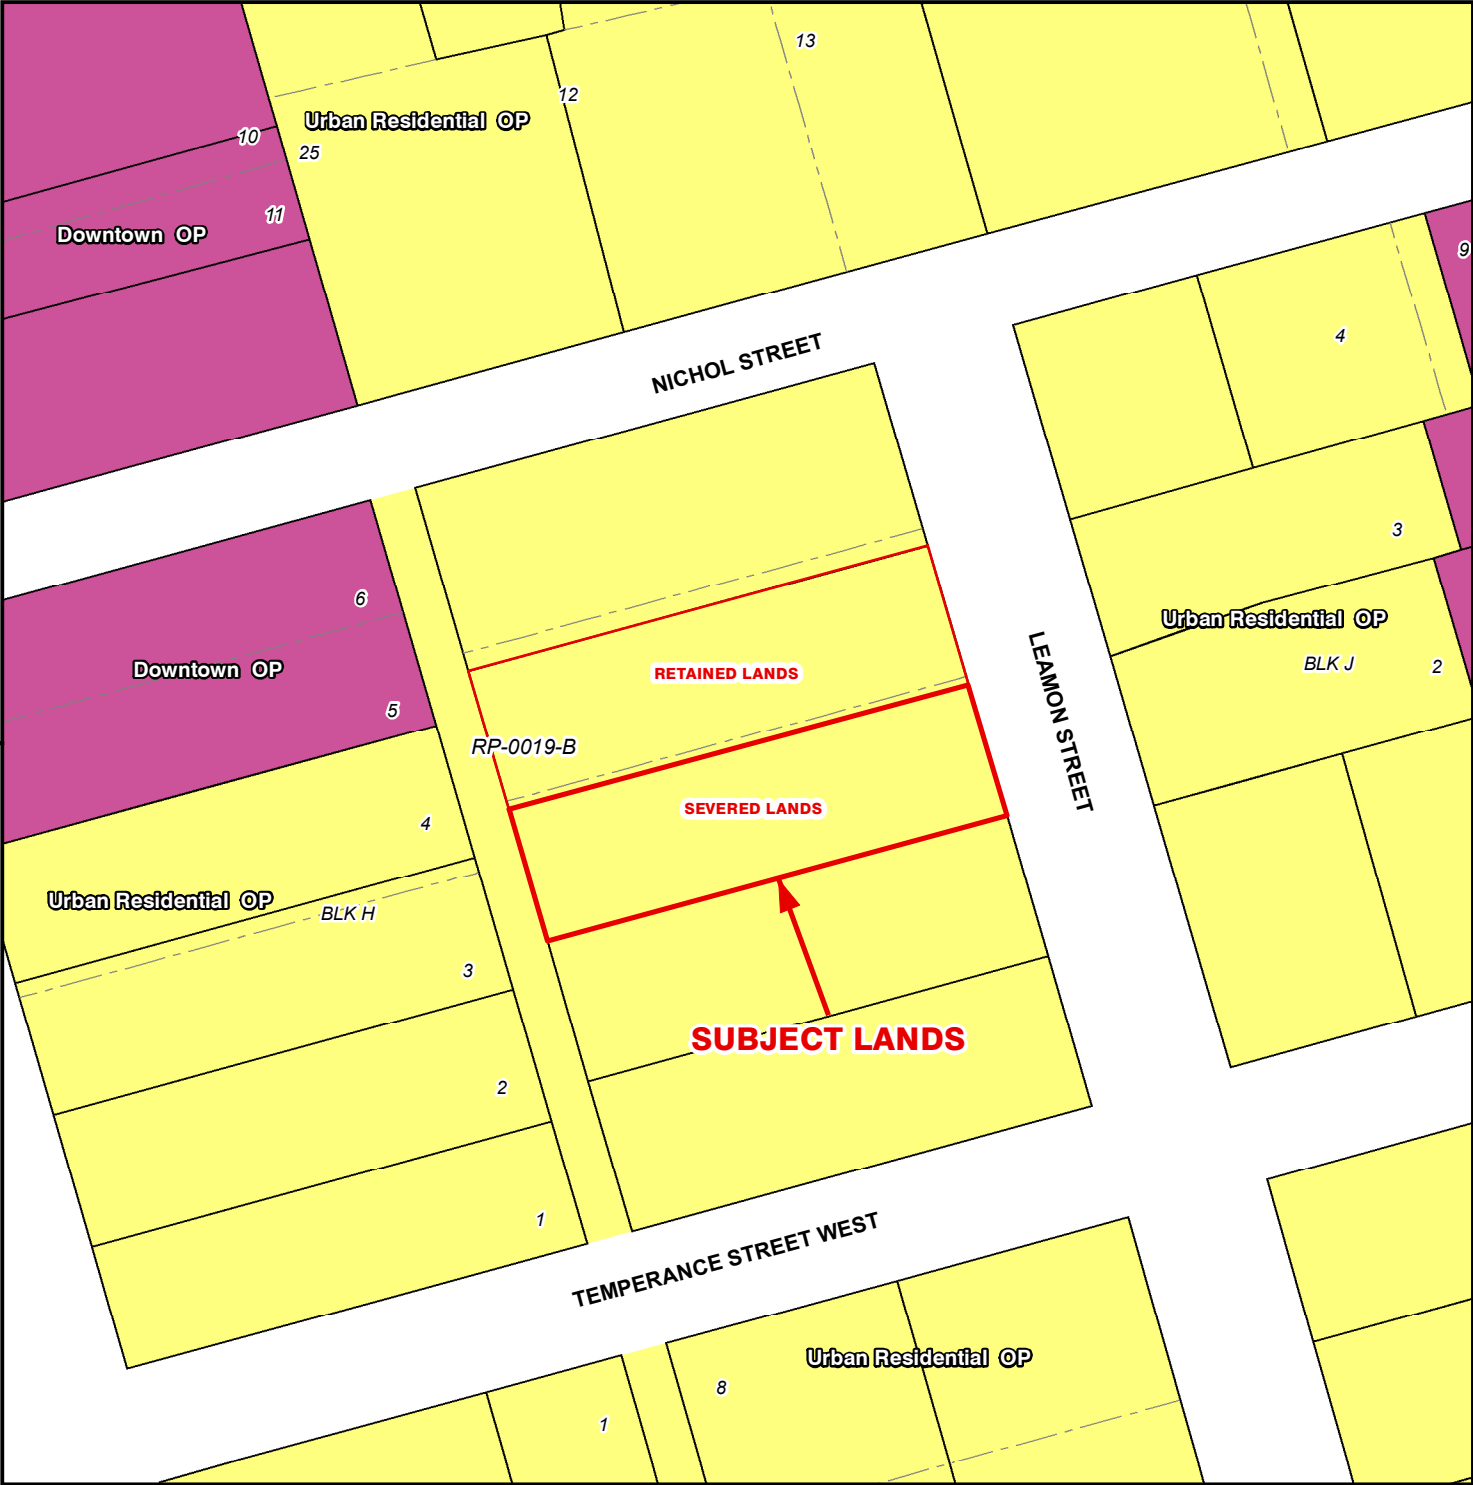 13
12
Urban Residential OP
10
25
11
Downtown OP
9
NICHOL STREET
4
3
6
Urban Residential OP
LEAMON STREET
BLK J
2
Downtown OP
RETAINED LANDS
5
RP-0019-B
SEVERED LANDS
4
Urban Residential OP
BLK H
3
SUBJECT LANDS
2
1
TEMPERANCE STREET WEST
Urban Residential OP
8
1